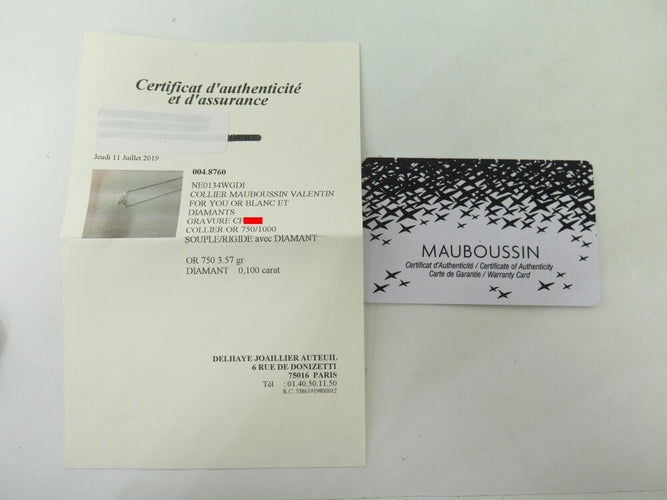 Certificat d'authenticité
et d'assurance
Jeudi 11 Juillet 2019
004.8760
NE0134WGDI
COLLIER MAUBOUSSIN VALENTIN
FOR YOU OR BLANC ET
DIAMANTS
GRAVURE
COLLIER OR 750/1000
SOUPLE/RIGIDE avec DIAMANT
OR 750 3.57 gr
DIAMANT 0,100 carat
DELHAYE JOAILLIER AUTEUIL
6 RUE DE DONIZETTI
75016 PARIS
Tél : 01.40.50.11.50
R.C: 53861919800012
MAUBOUSSIN
Certificat d'Authenticité / Certificate of Authenticity
Carte de Garantie / Warranty Card